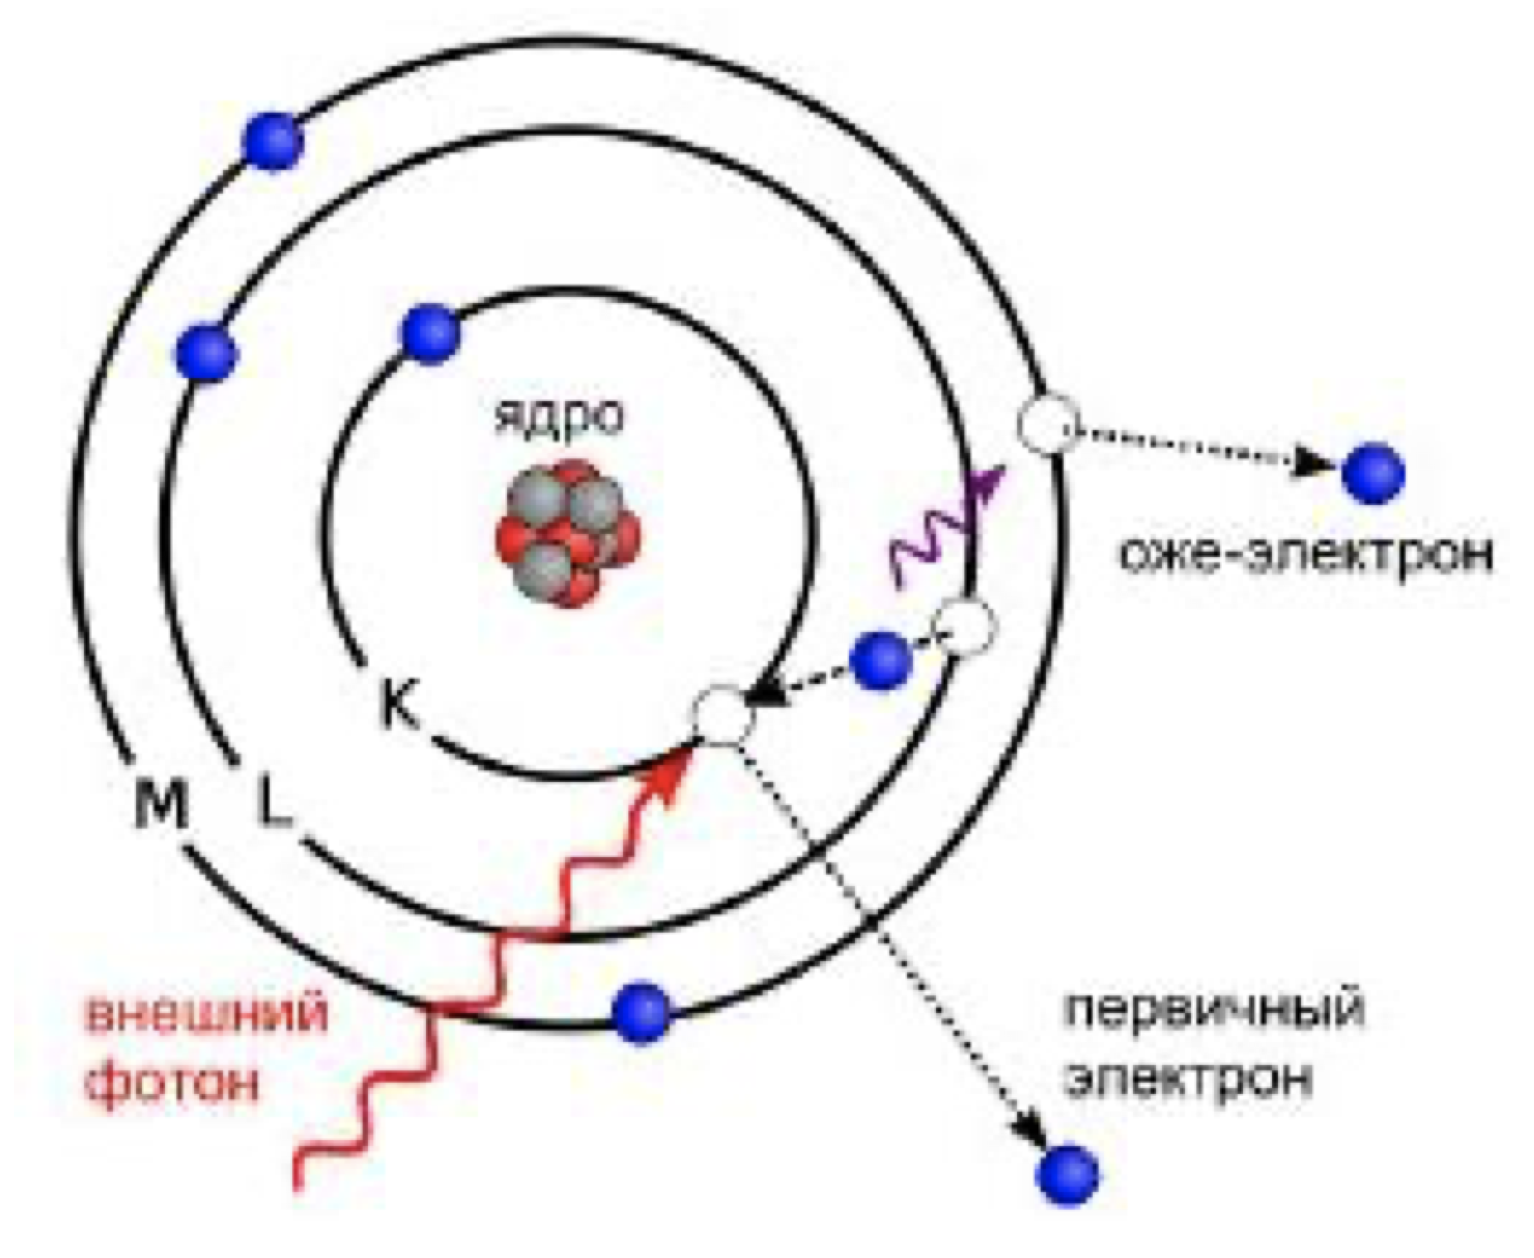 ядро
оже-электрон
K
L
M
внешний
фотон
первичный
электрон